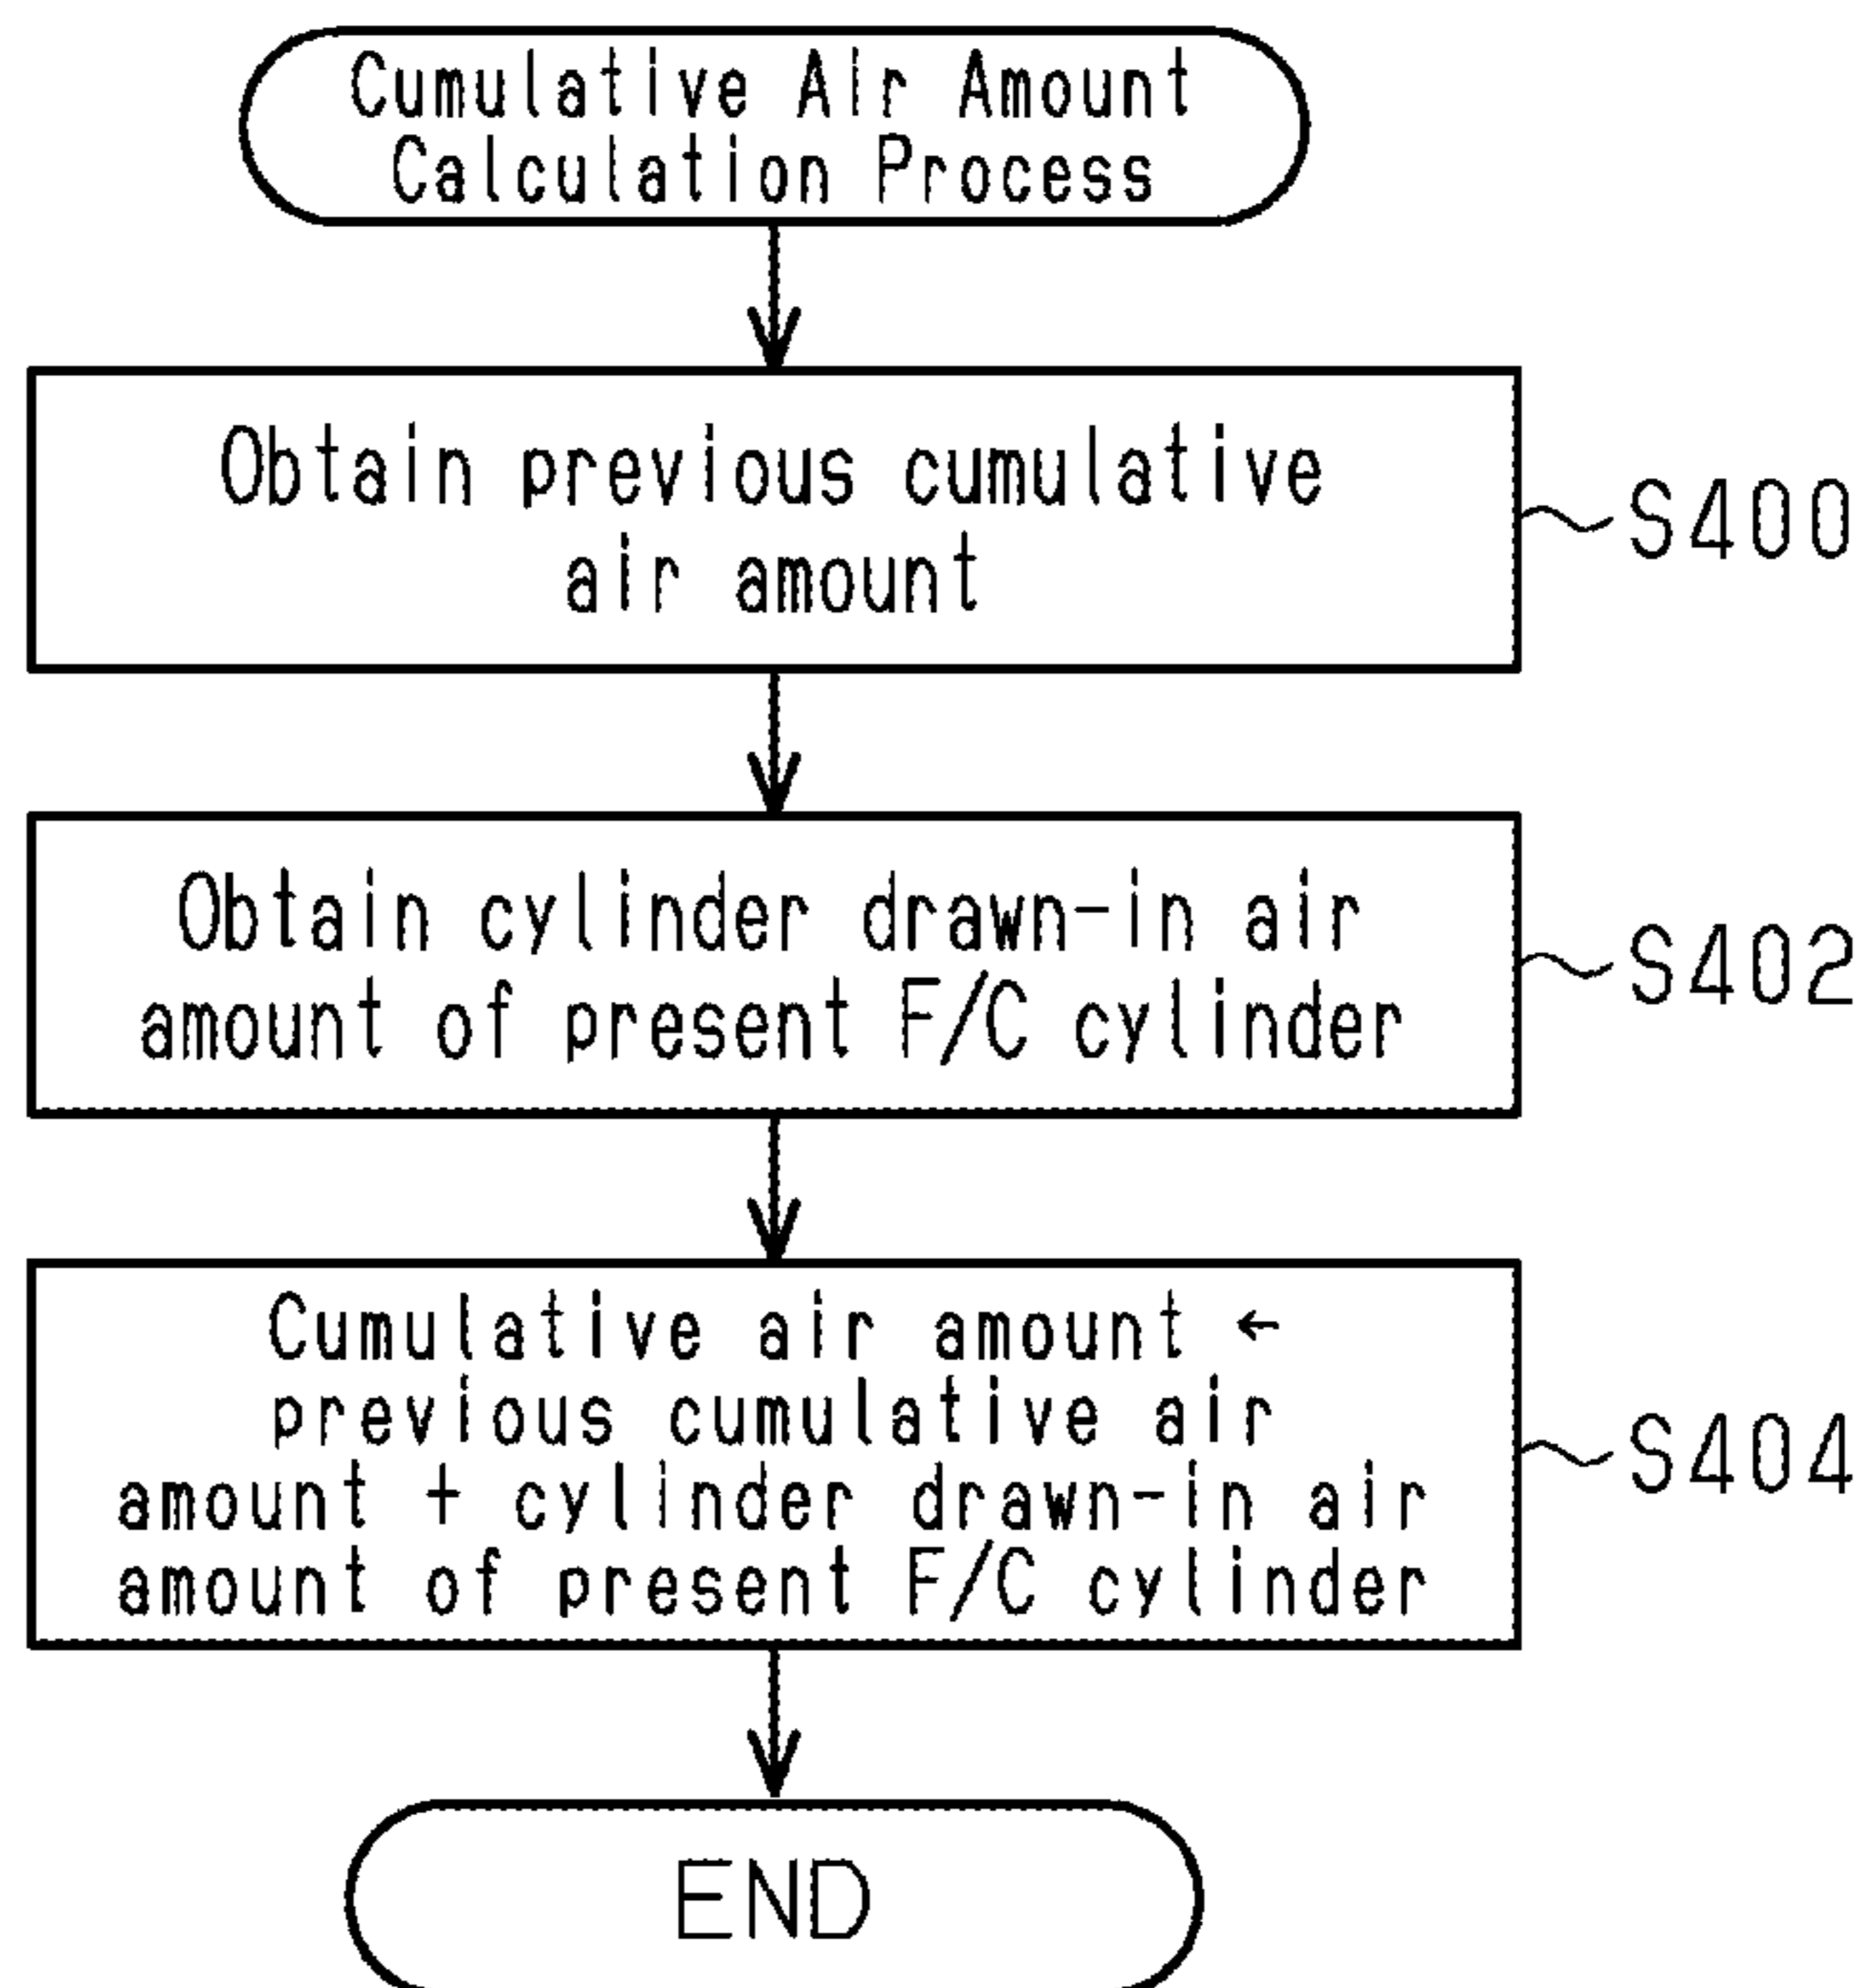 Cumulative Air Amount
Calculation Process
Obtain previous cumulative
air amount
S400
Obtain cylinder drawn-in air
amount of present F/C cylinder
S402
Cumulative air amount ←
previous cumulative air
amount + cylinder drawn-in air
amount of present F/C cylinder
S404
END